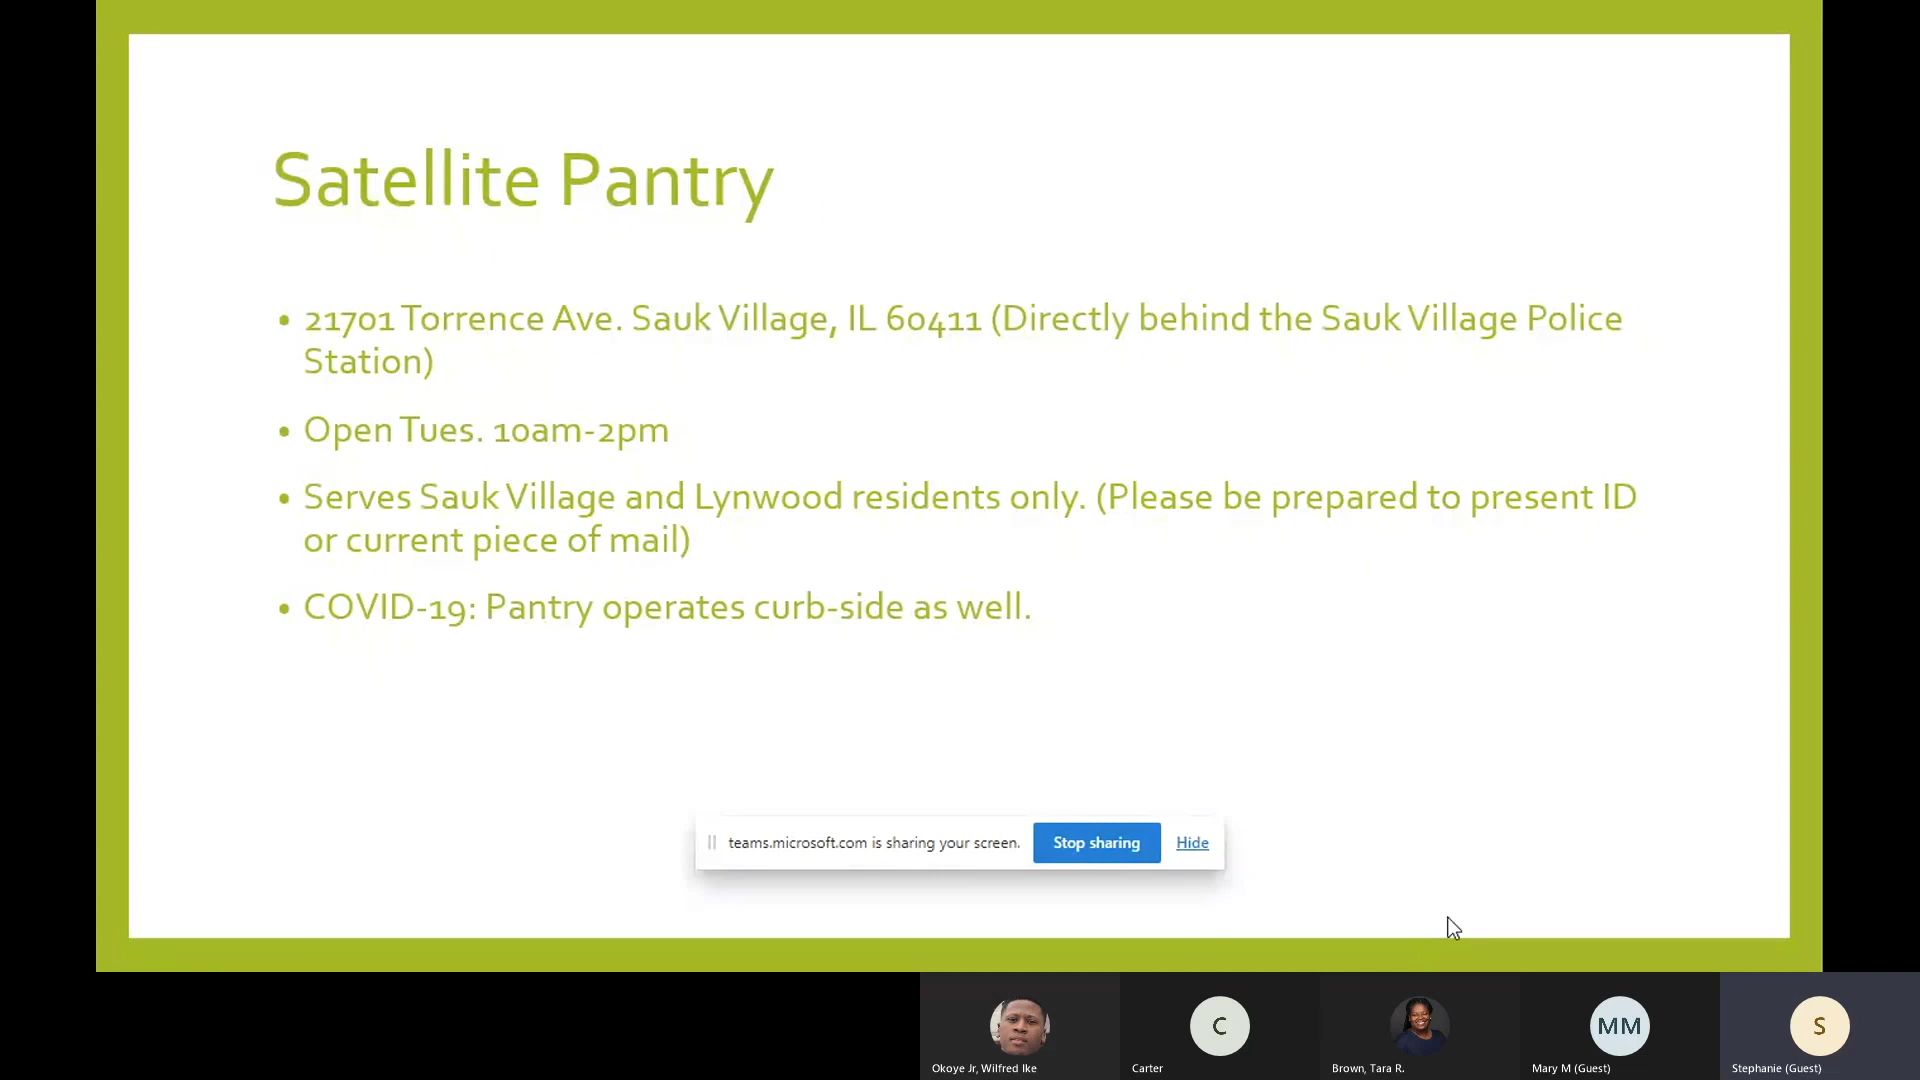 Satellite Pantry
• 21701 Torrence Ave. Sauk Village, IL 60411 (Directly behind the Sauk Village Police
Station)
• Open Tues. 10am-2pm
• Serves Sauk Village and Lynwood residents only. (Please be prepared to present ID
or current piece of mail)
• COVID-19: Pantry operates curb-side as well.
teams.microsoft.com is sharing your screen. Stop sharing Hide
C MM S
Okoye Jr, Wilfred Ike Carter Brown, Tara R. Mary M (Guest) Stephanie (Guest)